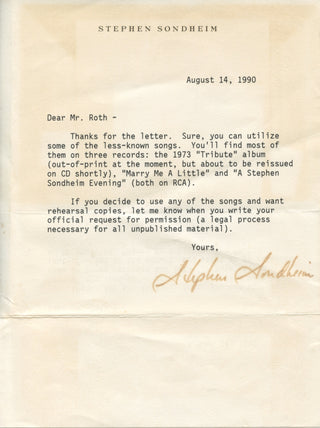 STEPHEN SONDHEIM
August 14, 1990
Dear Mr. Roth -
Thanks for the letter. Sure, you can utilize
some of the less-known songs. You'll find most of
them on three records: the 1973 "Tribute" album
(out-of-print at the moment, but about to be reissued
on CD shortly), "Marry Me A Little" and "A Stephen
Sondheim Evening" (both on RCA).
If you decide to use any of the songs and want
rehearsal copies, let me know when you write your
official request for permission (a legal process
necessary for all unpublished material).
Yours,
Stephen Sondheim